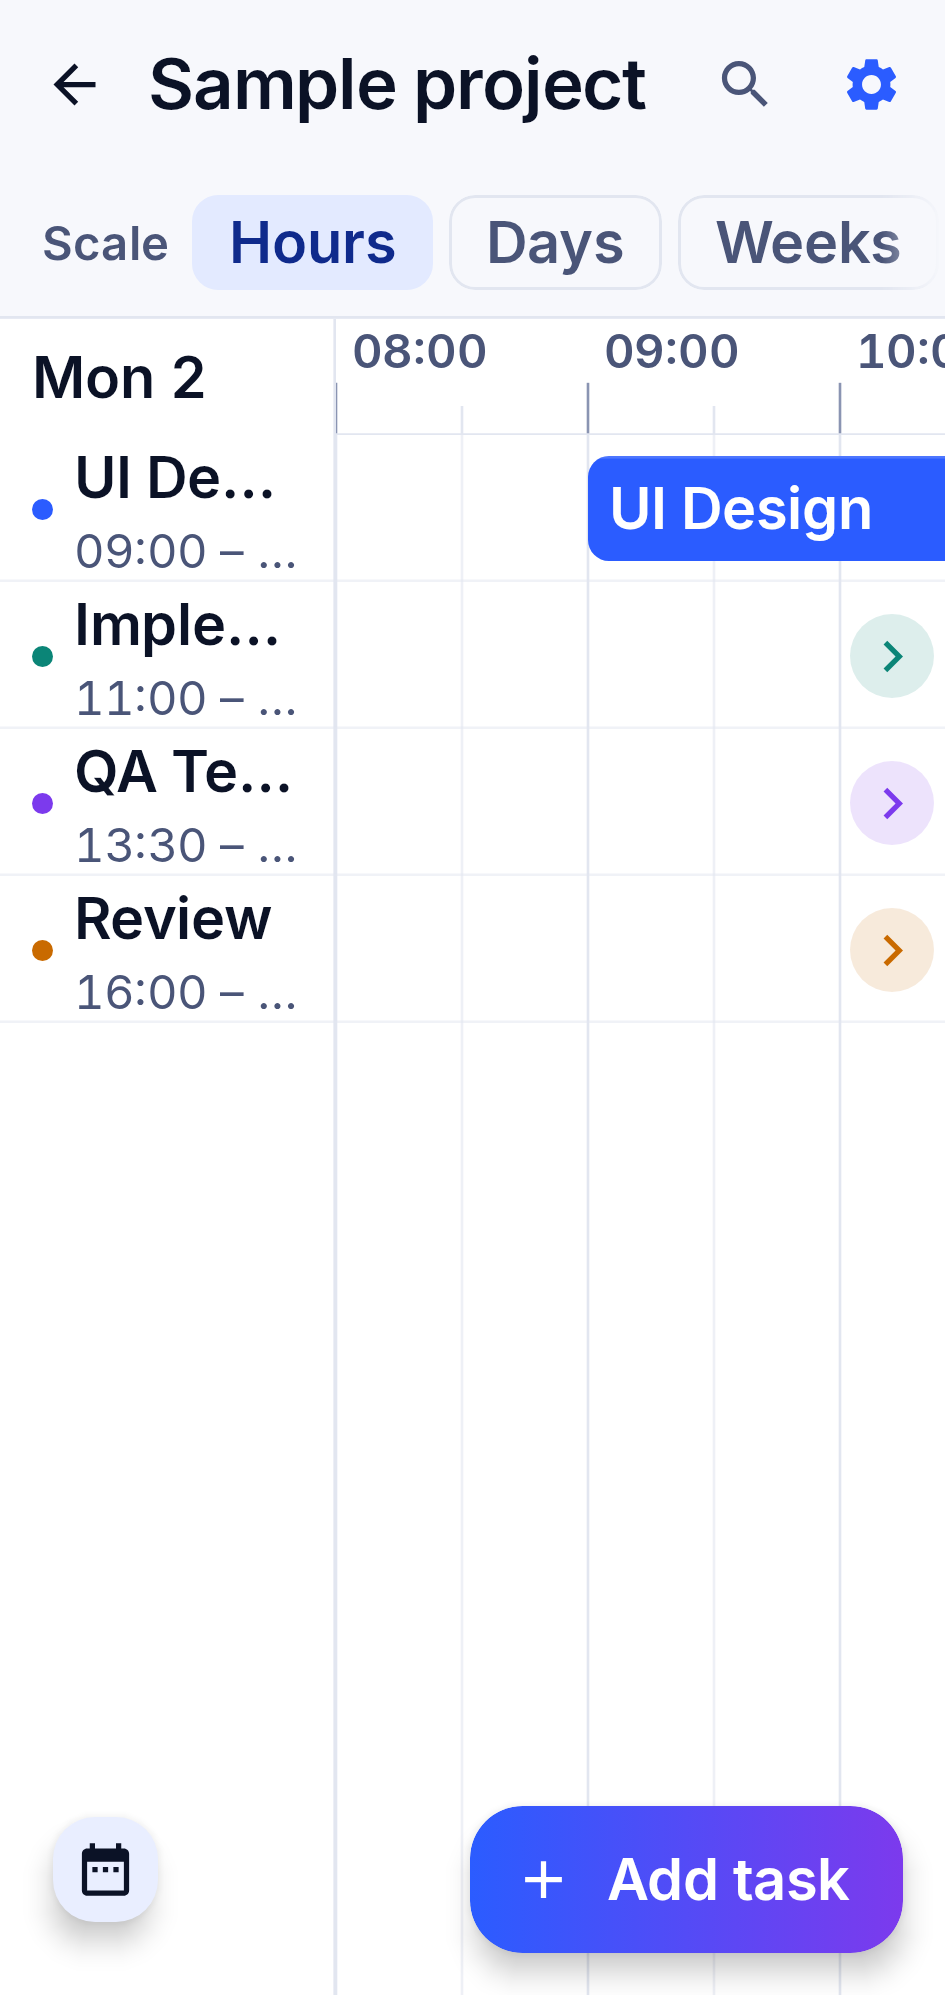 Sample project
Scale Hours Days Weeks
Mon 2 08:00 09:00
UI De...
09:00 – ...
UI Design
Imple...
11:00 – ...
QA Te...
13:30 – ...
Review
16:00 – ...
+ Add task